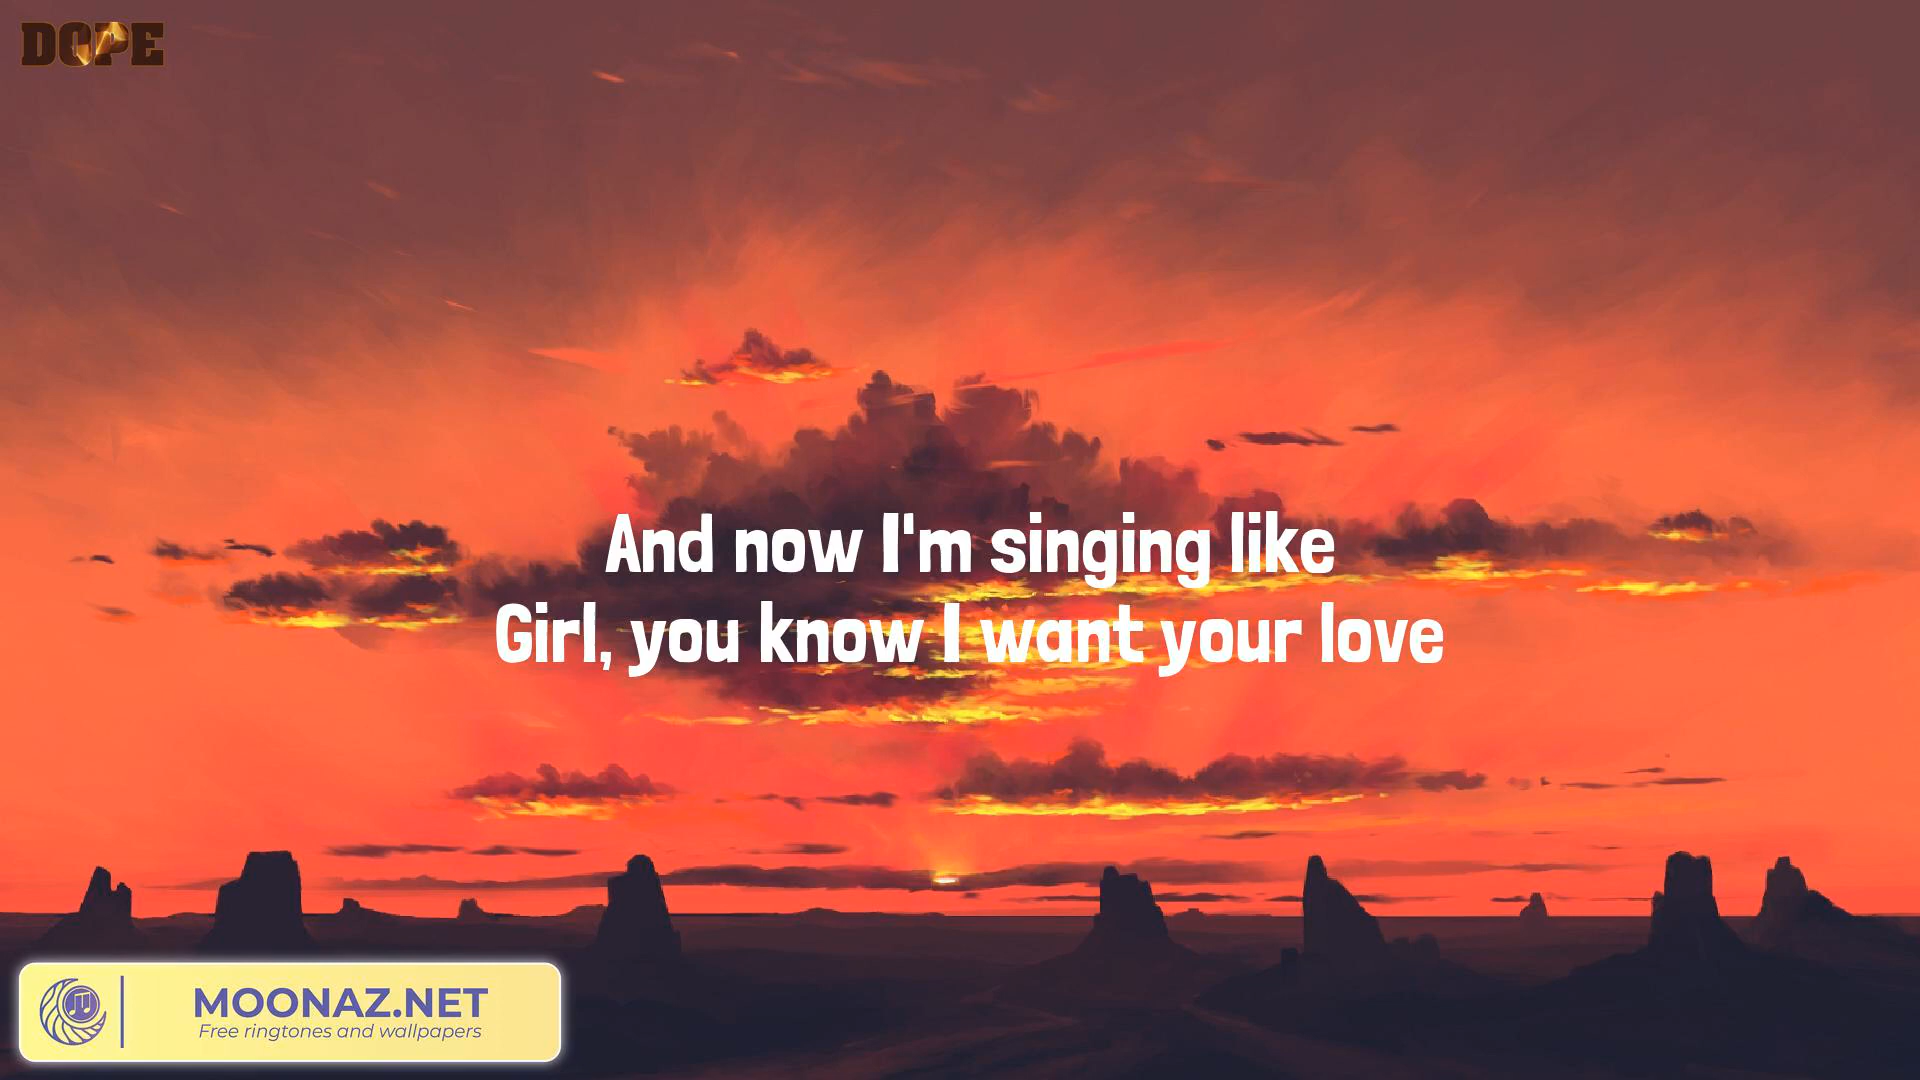 DOPE
And now I'm singing like
Girl, you know I want your love
MOONAZ.NET
Free ringtones and wallpapers